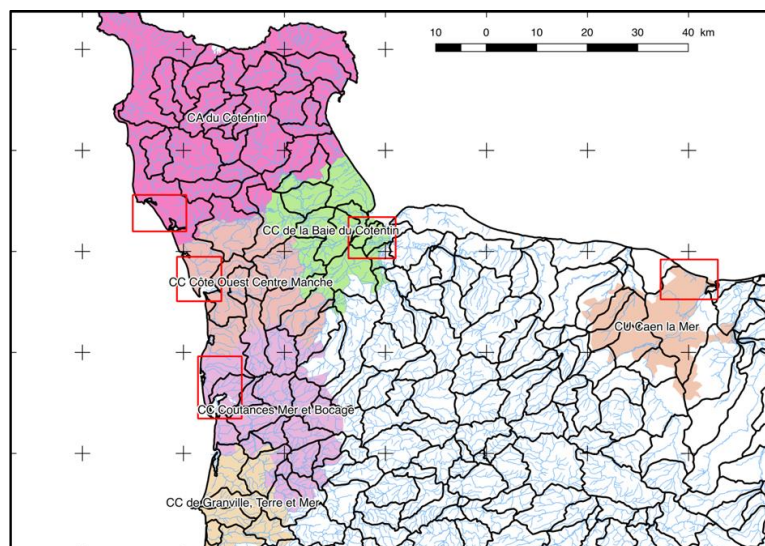 10 0 10 20 30 40 km
CA du Cotentin
CC de la Baie du Cotentin
CC Côte Ouest Centre Manche
CU Caen la Mer
CC Coutances Mer et Bocage
CC de Granville, Terre et Mer